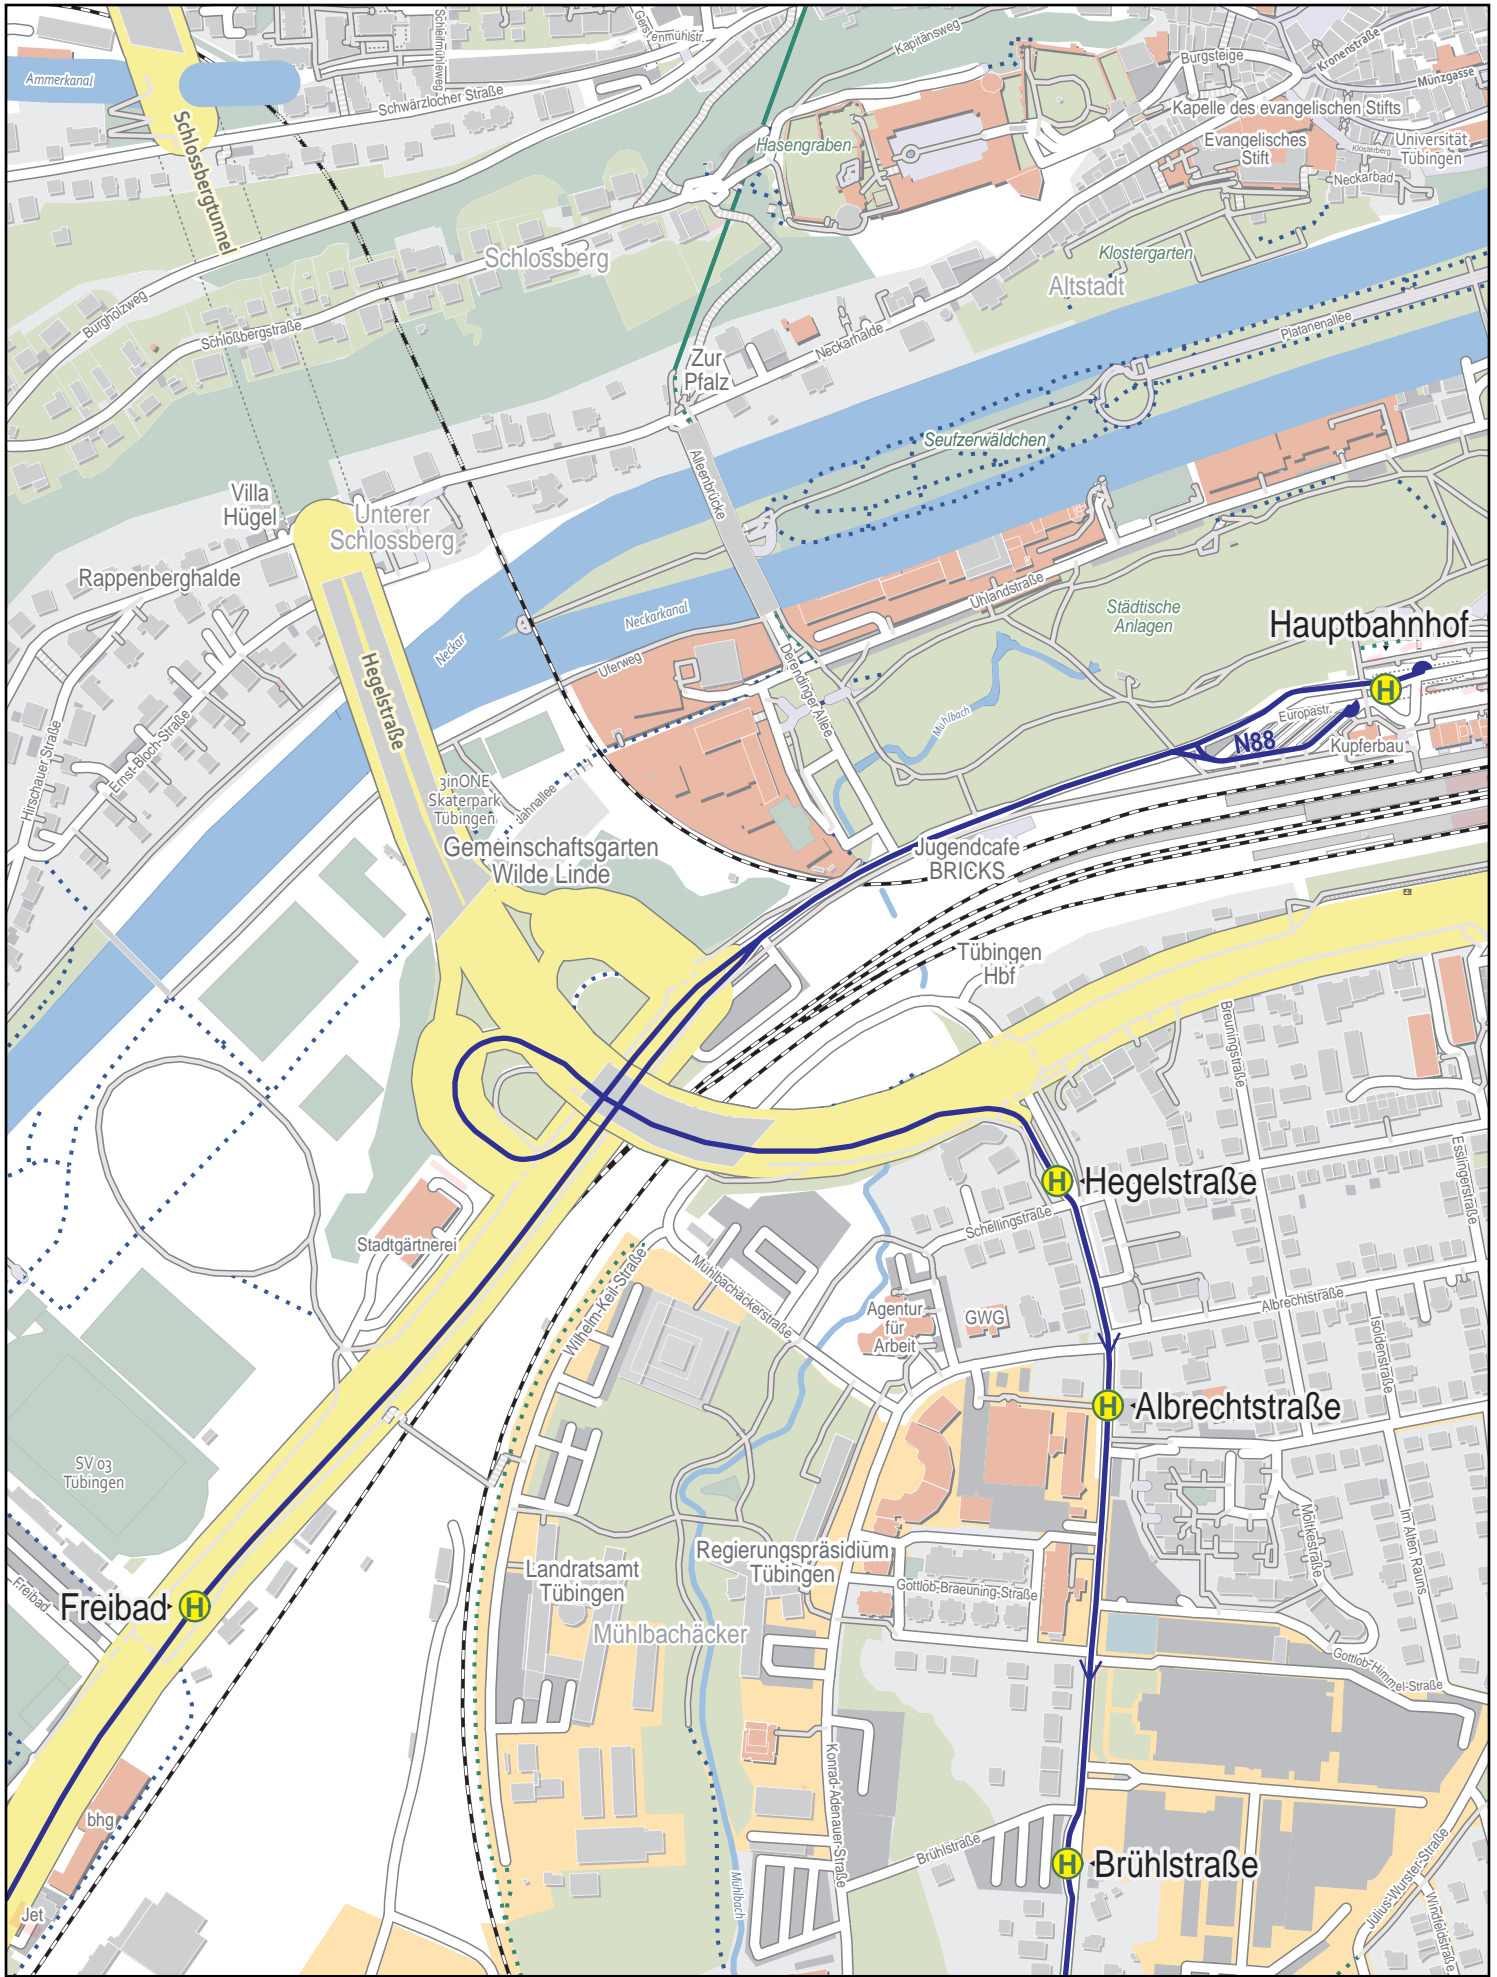 Schleifmühleweg
Gerstenmühlstr.
Kapitänsweg
Burgsteige
Kronenstraße
Münzgasse
Ammerkanal
Schwärzlocher Straße
Kapelle des evangelischen Stifts
Schlossbergtunnel
Hasengraben
Evangelisches
Stift
Klosterberg
Universität
Tübingen
Neckarbad
Schlossberg
Klostergarten
Altstadt
Burgholzweg
Schloßbergstraße
Platanenallee
Neckarhalde
Zur
Pfalz
Seufzerwäldchen
Alleenbrücke
Villa
Hügel
Unterer
Schlossberg
Rappenberghalde
Uhlandstraße
Neckarkanal
Städtische
Anlagen
Hauptbahnhof
Neckar
Uferweg
Hegelstraße
Derendinger Allee
H
Mühlbach
Europastr.
N88
Kupferbau
Hirschauer Straße
Ernst-Bloch-Straße
3inONE
Skaterpark
Tübingen
Jahnallee
Gemeinschaftsgarten
Wilde Linde
Jugendcafe
BRICKS
Tübingen
Hbf
Breuningstraße
Esslingerstraße
H
Hegelstraße
Schellingstraße
Stadtgärtnerei
Wilhelm-Keil-Straße
Mühlbachäckerstraße
Agentur
für
Arbeit
GWG
Albrechtstraße
Isoldenstraße
H
Albrechtstraße
SV 03
Tübingen
Moltkestraße
Im Alten Rauns
Regierungspräsidium
Tübingen
Landratsamt
Tübingen
Gottlob-Braeuning-Straße
Freibad
Freibad
H
Mühlbachäcker
Gottlob-Himmel-Straße
Konrad-Adenauer-Straße
bhg
Brühlstraße
H
Brühlstraße
Julius-Wurster-Straße
Windfeldstraße
Mühlbach
Jet